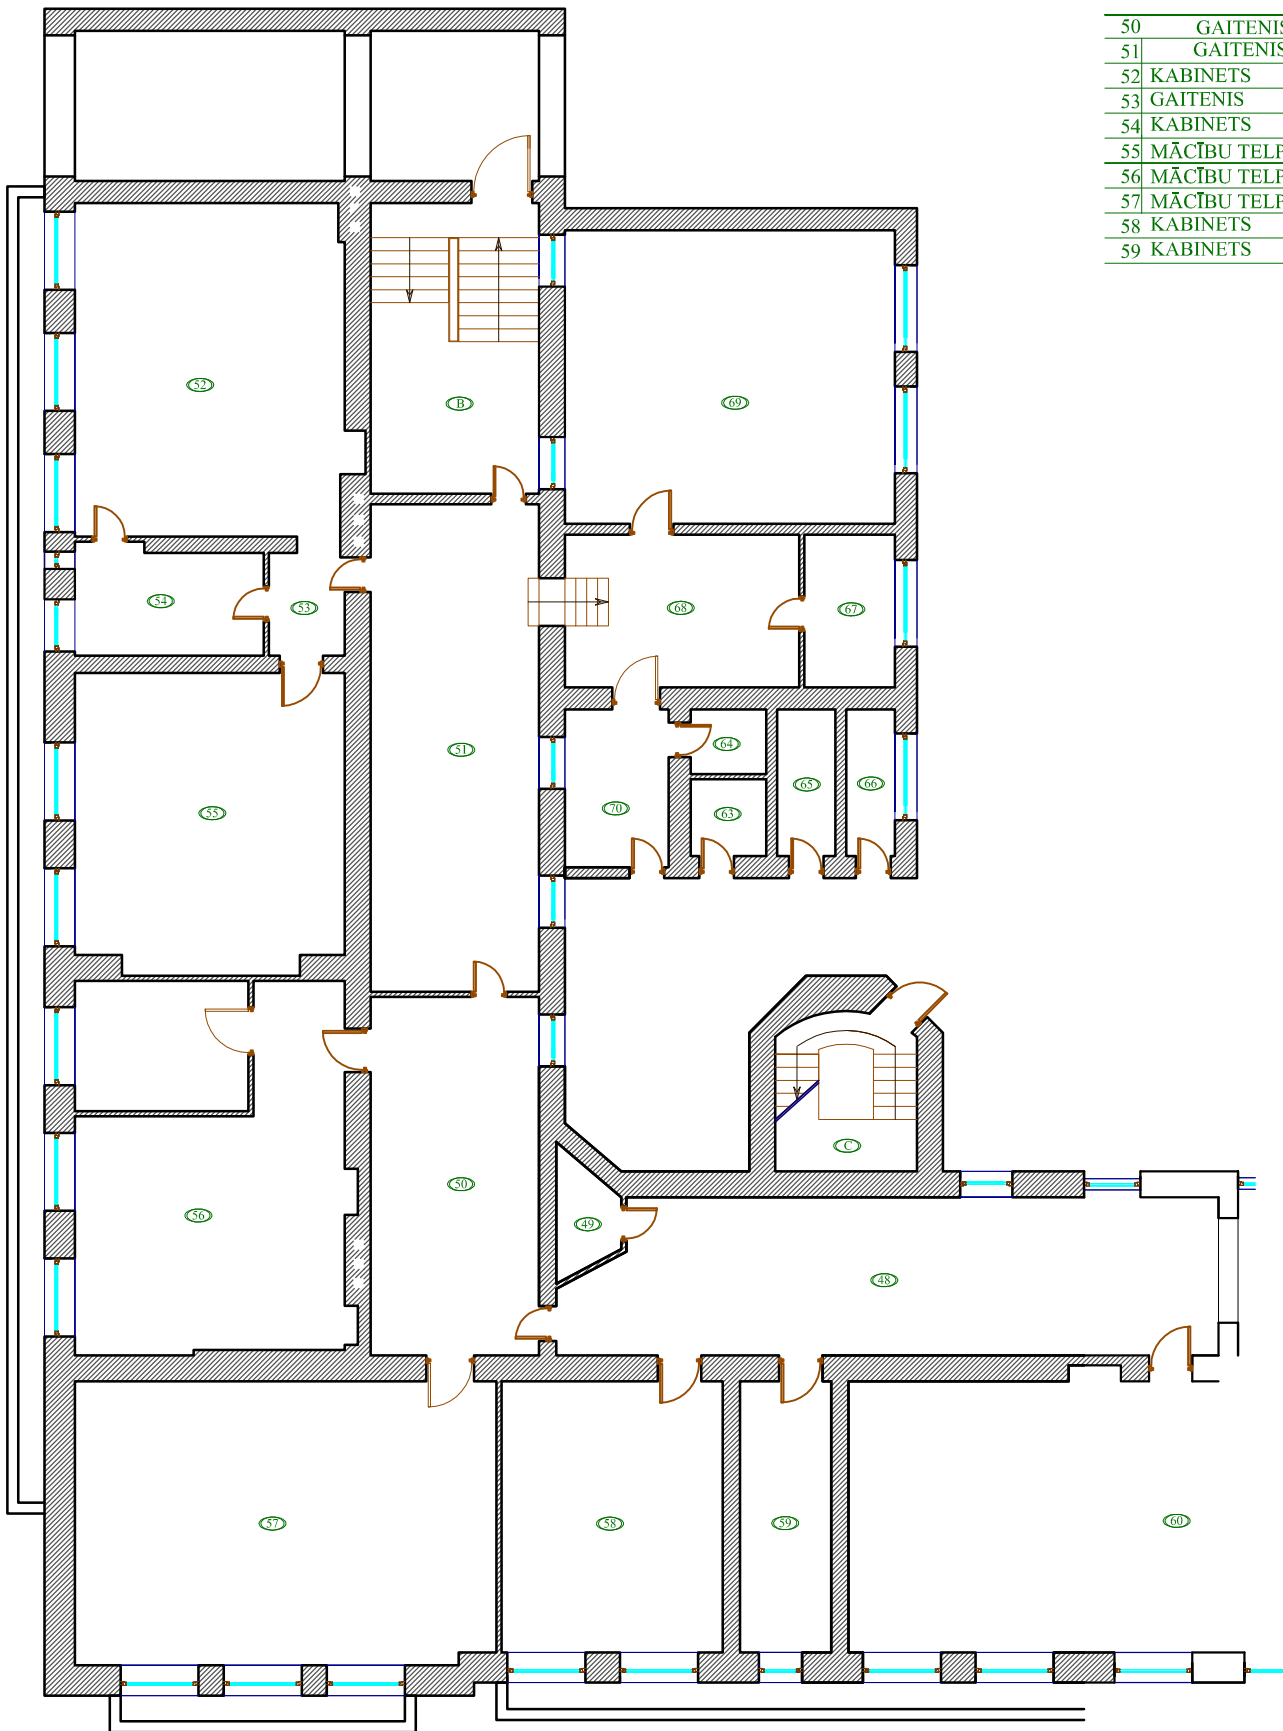 50 GAITENIS
51 GAITENIS
52 KABINETS
53 GAITENIS
54 KABINETS
55 MĀCĪBU TELP
56 MĀCĪBU TELP
57 MĀCĪBU TELP
58 KABINETS
59 KABINETS
52
B
69
54
53
68
67
51
64
55
70
63
65
66
C
50
56
49
48
57
58
59
60